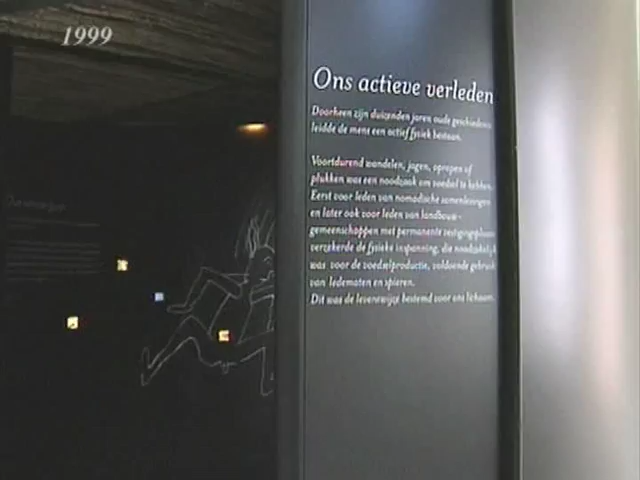 1999
Ons actieve verleden
Doorheen zijn duizenden jaren oude geschiedenis
leidde de mens een actief fysiek bestaan.
Voortdurend wandelen, jagen, oprapen of
plukken was een noodzaak om voedsel te hebben.
Eerst voor leden van nomadische samenlevingen
en later ook voor leden van landbouw-
gemeenschappen met permanente vestigingsplaats
verzekerde de fysieke inspanning, die noodzakelijk
was voor de voedselproductie, voldoende gebruik
van ledematen en spieren.
Dit was de levenswijze bestemd voor ons lichaam.